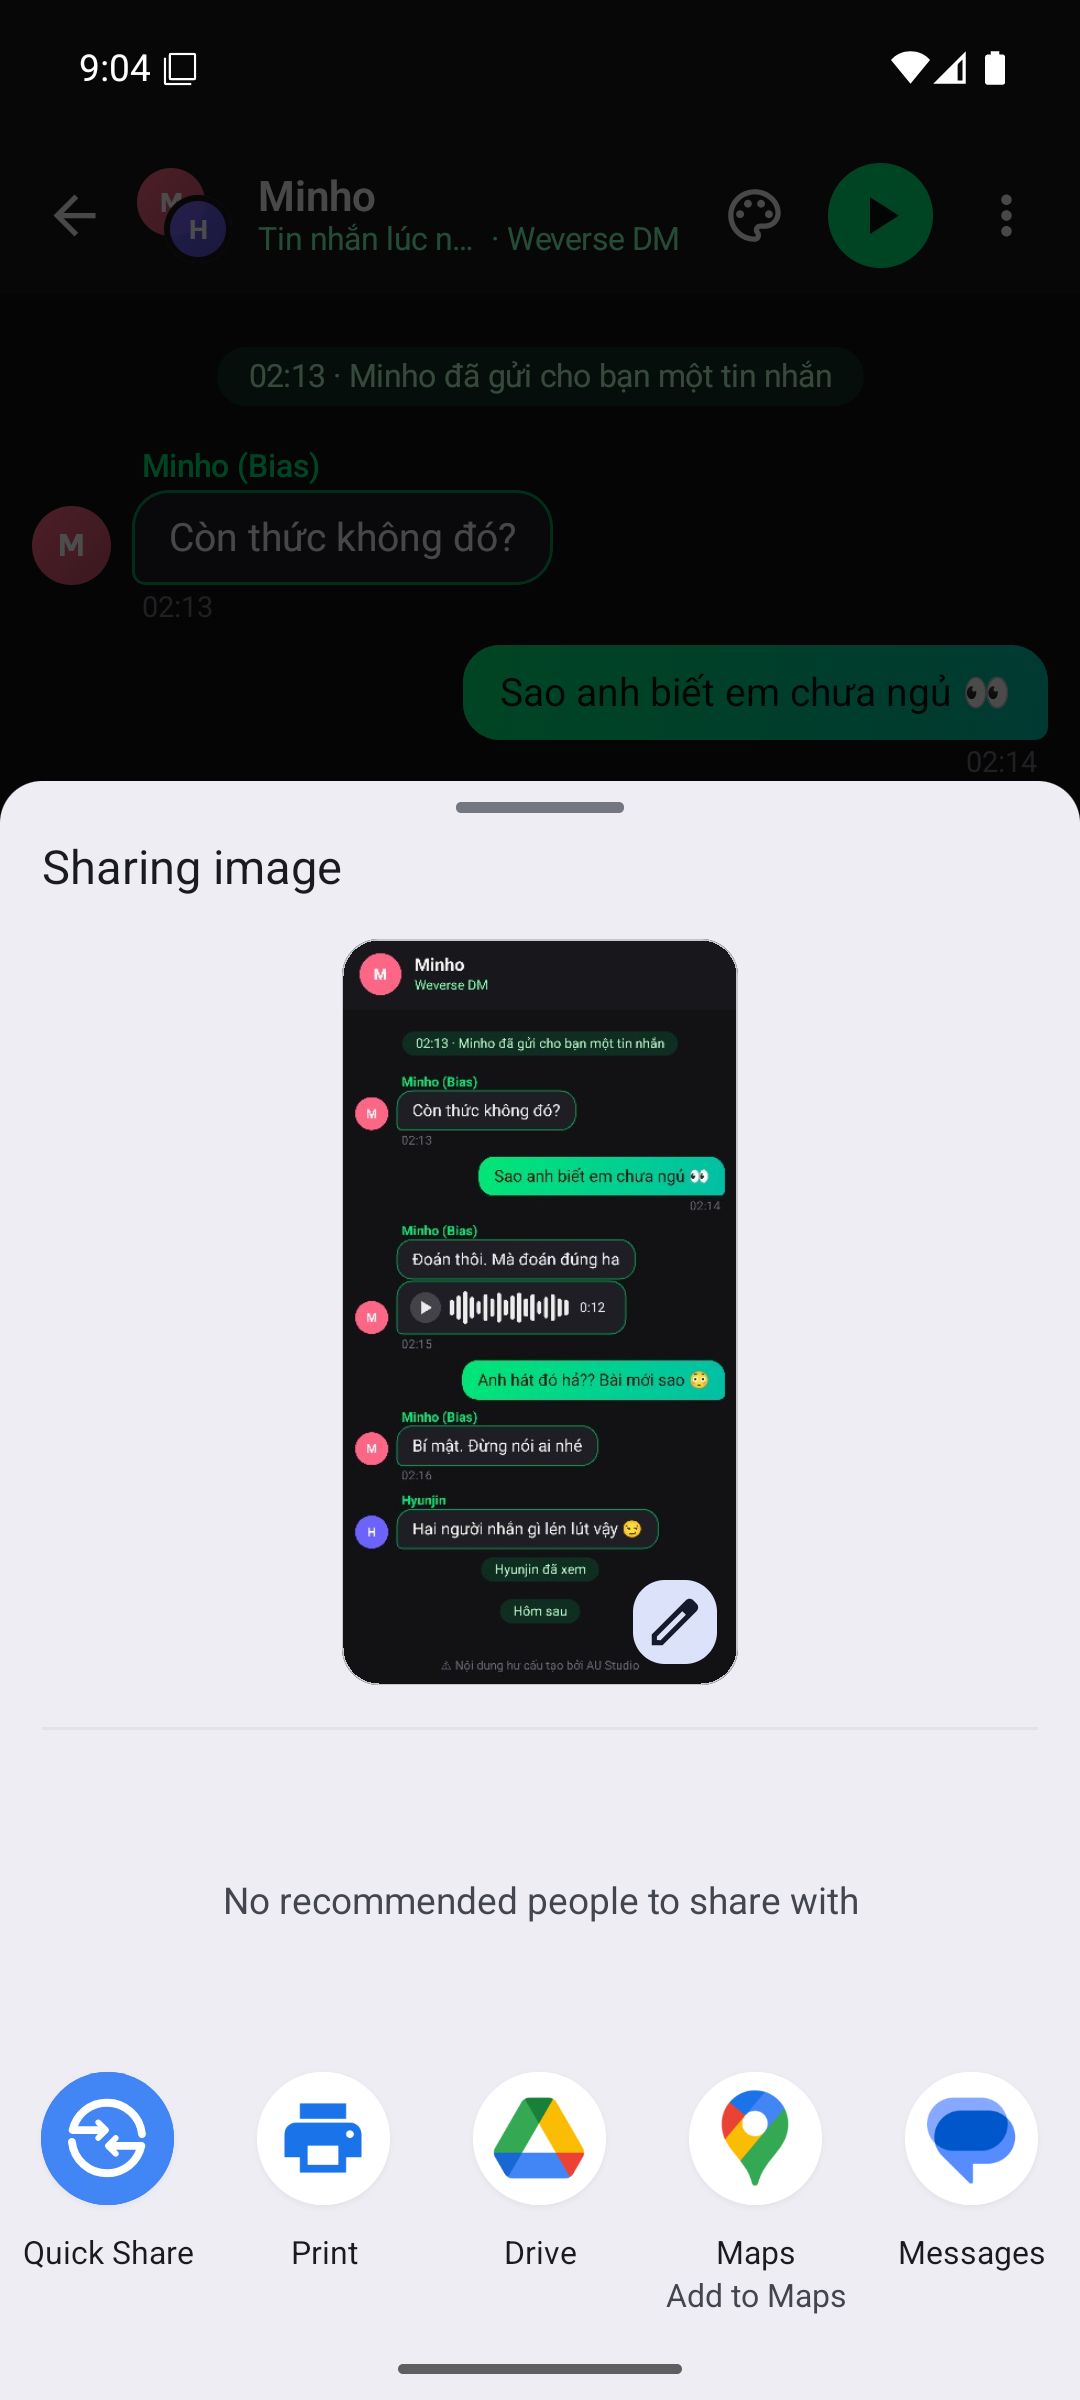 9:04
M
H
Minho
Tin nhắn lúc n... · Weverse DM
02:13 · Minho đã gửi cho bạn một tin nhắn
Minho (Bias)
M
Còn thức không đó?
02:13
Sao anh biết em chưa ngủ 👀
02:14
Sharing image
M
Minho
Weverse DM
02:13 · Minho đã gửi cho bạn một tin nhắn
Minho (Bias)
M
Còn thức không đó?
02:13
Sao anh biết em chưa ngủ 👀
02:14
Minho (Bias)
Đoán thôi. Mà đoán đúng ha
M
0:12
02:15
Anh hát đó hả?? Bài mới sao 😳
Minho (Bias)
M
Bí mật. Đừng nói ai nhé
02:16
Hyunjin
H
Hai người nhắn gì lén lút vậy 😏
Hyunjin đã xem
Hôm sau
⚠ Nội dung hư cấu tạo bởi AU Studio
No recommended people to share with
Quick Share
Print
Drive
Maps
Messages
Add to Maps